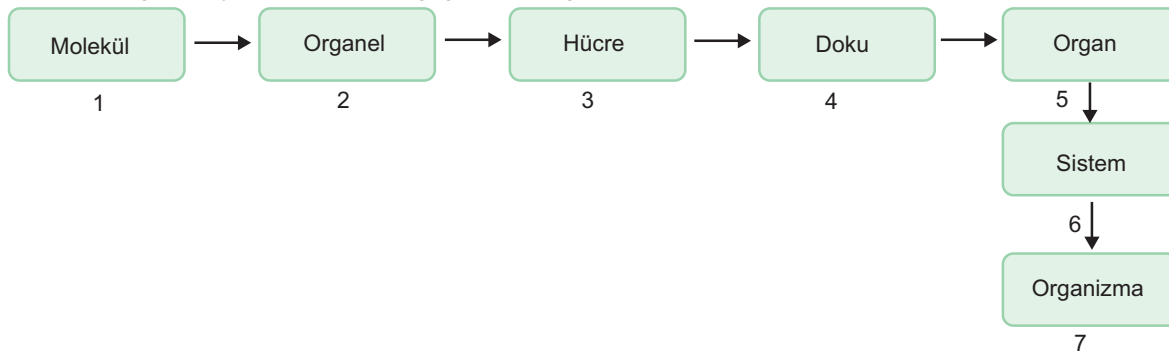 Molekül
Organel
Hücre
Doku
Organ
1
2
3
4
5
Sistem
6
Organizma
7